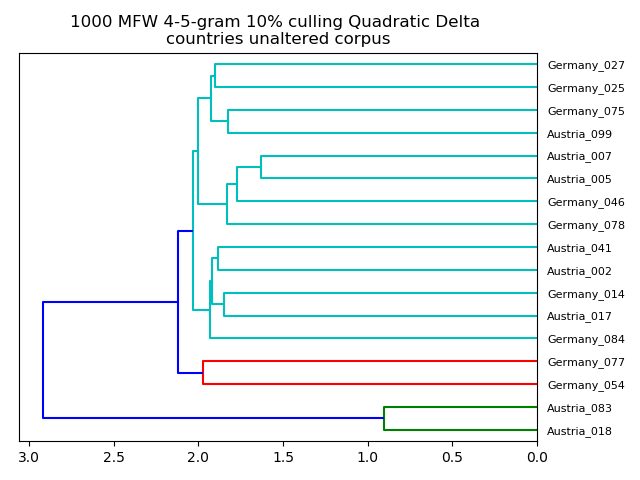 1000 MFW 4-5-gram 10% culling Quadratic Delta
countries unaltered corpus
Germany_027
Germany_025
Germany_075
Austria_099
Austria_007
Austria_005
Germany_046
Germany_078
Austria_041
Austria_002
Germany_014
Austria_017
Germany_084
Germany_077
Germany_054
Austria_083
Austria_018
3.0 2.5 2.0 1.5 1.0 0.5 0.0